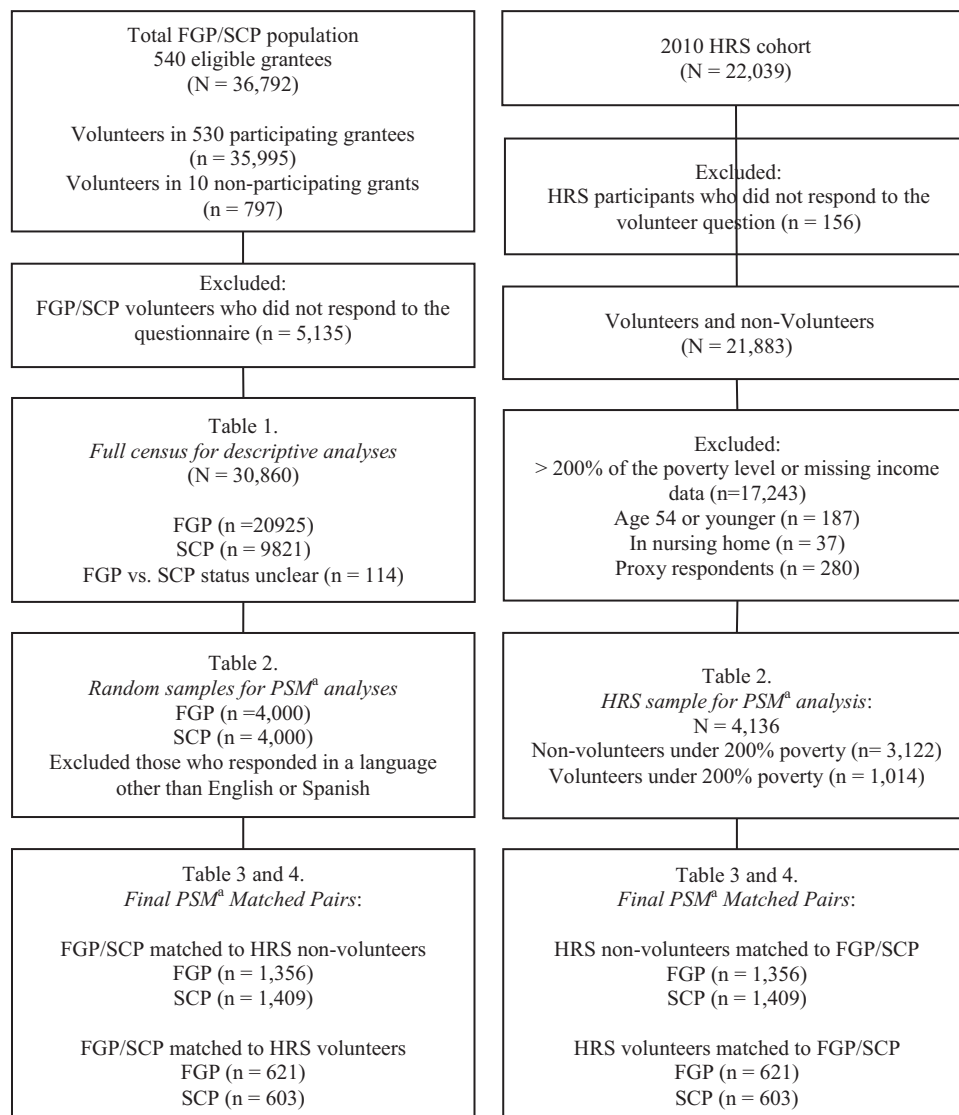 Total FGP/SCP population
540 eligible grantees
(N = 36,792)
Volunteers in 530 participating grantees
(n = 35,995)
Volunteers in 10 non-participating grants
(n = 797)
Excluded:
FGP/SCP volunteers who did not respond to the
questionnaire (n = 5,135)
Table 1.
Full census for descriptive analyses
(N = 30,860)
FGP (n =20925)
SCP (n = 9821)
FGP vs. SCP status unclear (n = 114)
Table 2.
Random samples for PSMª analyses
FGP (n =4,000)
SCP (n = 4,000)
Excluded those who responded in a language
other than English or Spanish
Table 3 and 4.
Final PSMª Matched Pairs:
FGP/SCP matched to HRS non-volunteers
FGP (n = 1,356)
SCP (n = 1,409)
FGP/SCP matched to HRS volunteers
FGP (n = 621)
SCP (n = 603)
2010 HRS cohort
(N = 22,039)
Excluded:
HRS participants who did not respond to the
volunteer question (n = 156)
Volunteers and non-Volunteers
(N = 21,883)
Excluded:
> 200% of the poverty level or missing income
data (n=17,243)
Age 54 or younger (n = 187)
In nursing home (n = 37)
Proxy respondents (n = 280)
Table 2.
HRS sample for PSMª analysis:
N = 4,136
Non-volunteers under 200% poverty (n= 3,122)
Volunteers under 200% poverty (n = 1,014)
Table 3 and 4.
Final PSMª Matched Pairs:
HRS non-volunteers matched to FGP/SCP
FGP (n = 1,356)
SCP (n = 1,409)
HRS volunteers matched to FGP/SCP
FGP (n = 621)
SCP (n = 603)